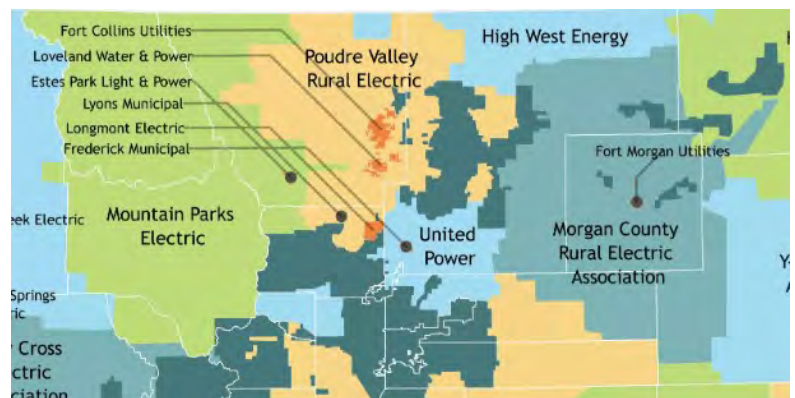 Fort Collins Utilities
Loveland Water & Power
Estes Park Light & Power
Lyons Municipal
Longmont Electric
Frederick Municipal
Poudre Valley
Rural Electric
High West Energy
Fort Morgan Utilities
Mountain Parks
Electric
eek Electric
United
Power
Morgan County
Rural Electric
Association
Springs
ric
Cross
ctric
ciation
Y-
A